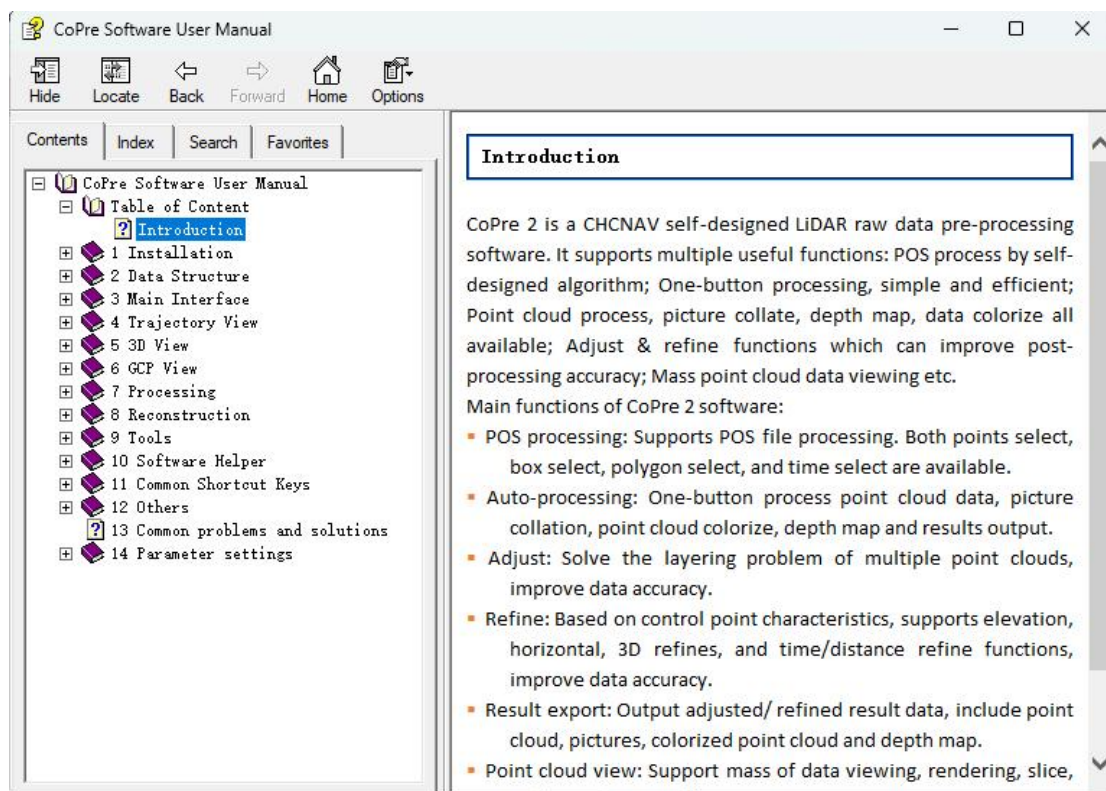 CoPre Software User Manual
Hide Locate Back Forward Home Options
Contents Index Search Favorites
CoPre Software User Manual
Table of Content
Introduction
1 Installation
2 Data Structure
3 Main Interface
4 Trajectory View
5 3D View
6 GCP View
7 Processing
8 Reconstruction
9 Tools
10 Software Helper
11 Common Shortcut Keys
12 Others
13 Common problems and solutions
14 Parameter settings
Introduction
CoPre 2 is a CHCNAV self-designed LiDAR raw data pre-processing
software. It supports multiple useful functions: POS process by self-
designed algorithm; One-button processing, simple and efficient;
Point cloud process, picture collate, depth map, data colorize all
available; Adjust & refine functions which can improve post-
processing accuracy; Mass point cloud data viewing etc.
Main functions of CoPre 2 software:
▪ POS processing: Supports POS file processing. Both points select,
box select, polygon select, and time select are available.
▪ Auto-processing: One-button process point cloud data, picture
collation, point cloud colorize, depth map and results output.
▪ Adjust: Solve the layering problem of multiple point clouds,
improve data accuracy.
▪ Refine: Based on control point characteristics, supports elevation,
horizontal, 3D refines, and time/distance refine functions,
improve data accuracy.
▪ Result export: Output adjusted/ refined result data, include point
cloud, pictures, colorized point cloud and depth map.
▪ Point cloud view: Support mass of data viewing, rendering, slice,